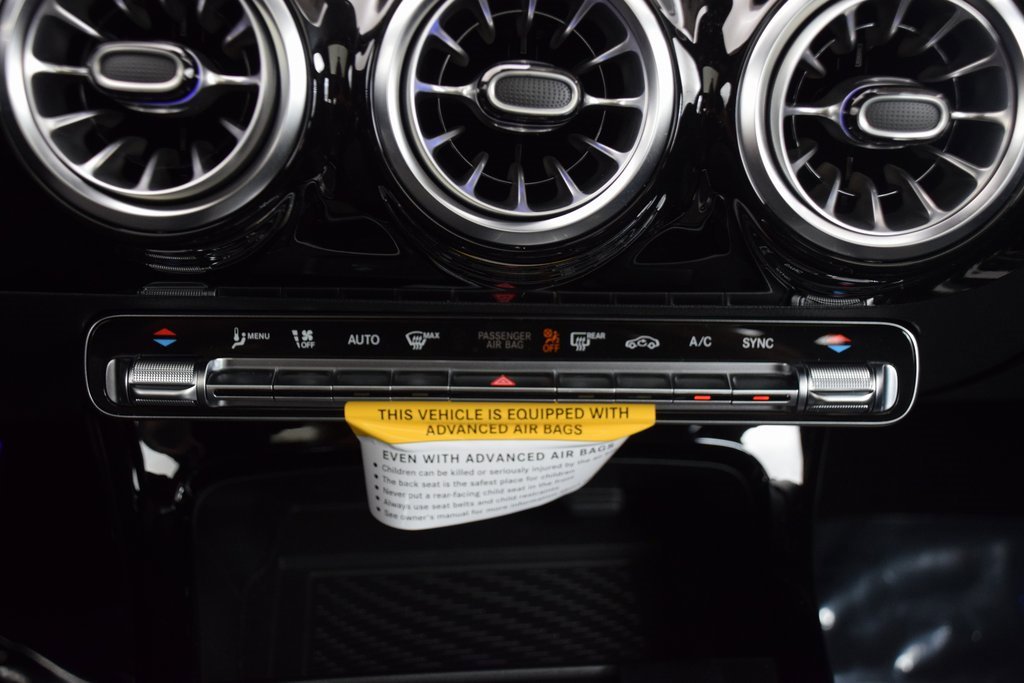 MENU OFF AUTO MAX PASSENGER AIR BAG OFF REAR A/C SYNC
THIS VEHICLE IS EQUIPPED WITH
ADVANCED AIR BAGS
EVEN WITH ADVANCED AIR BAGS
• Children can be killed or seriously injured by the air
• The back seat is the safest place for children.
• Never put a rear-facing child seat in the front
• Always use seat belts and child restraints
• See owner's manual for more information